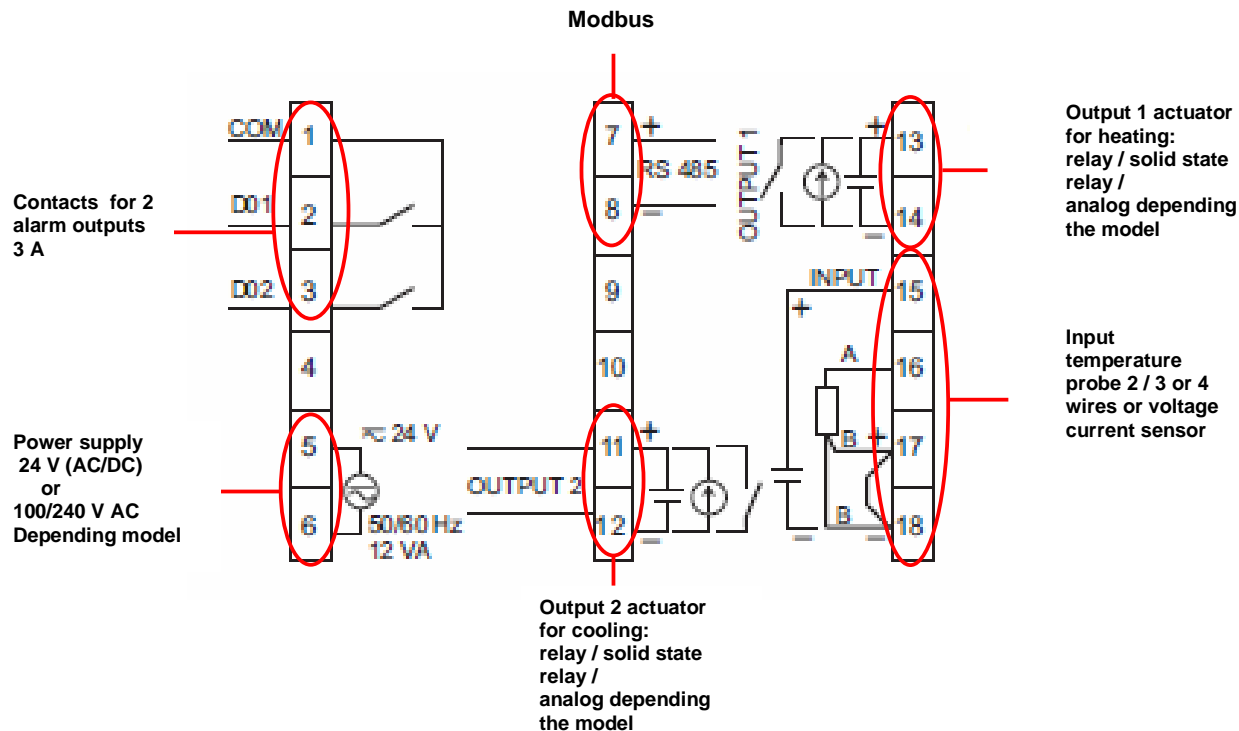 Modbus
Contacts for 2
alarm outputs
3 A
Power supply
24 V (AC/DC)
or
100/240 V AC
Depending model
COM
1
DO1
2
DO2
3
4
5
24 V
6
50/60 Hz
12 VA
7
+
RS 485
8
–
9
10
11
+
OUTPUT 2
12
–
Output 2 actuator
for cooling:
relay / solid state
relay /
analog depending
the model
OUTPUT 1
+
13
14
–
INPUT
15
+
A
16
B
+
17
B
18
–
–
Output 1 actuator
for heating:
relay / solid state
relay /
analog depending
the model
Input
temperature
probe 2 / 3 or 4
wires or voltage
current sensor